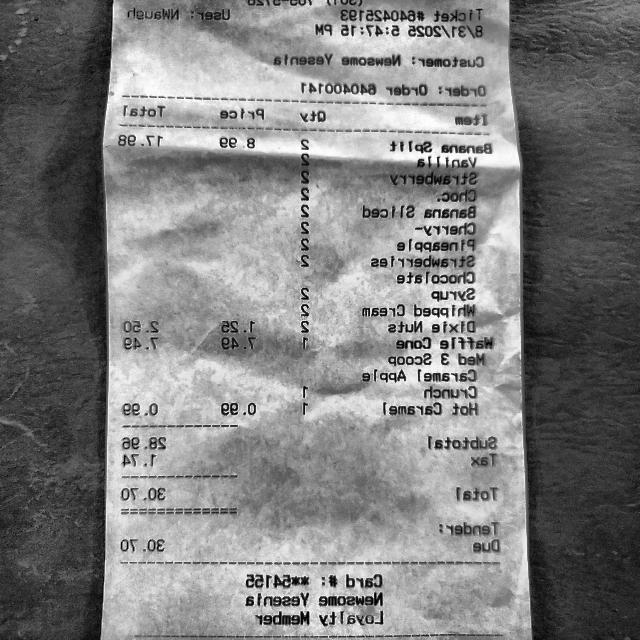 Ticket #640425193 User: NWaugh
8/31/2025 5:47:15 PM
Customer: Newsome Yesenia
Order: Order 640400141
Item Qty Price Total
Banana Split 2 8.99 17.98
Vanilla 2
Strawberry 2
Choc. 2
Banana Sliced 2
Cherry- 2
Pineapple 2
Strawberries 2
Chocolate
Syrup 2
Whipped Cream 2
Dixie Nuts 2 1.25 2.50
Waffle Cone 1 7.49 7.49
Med 3 Scoop
Caramel Apple
Crunch 1
Hot Caramel 1 0.99 0.99
Subtotal 28.96
Tax 1.74
Total 30.70
Tender:
Due 30.70
Card #: **54155
Newsome Yesenia
Loyalty Member